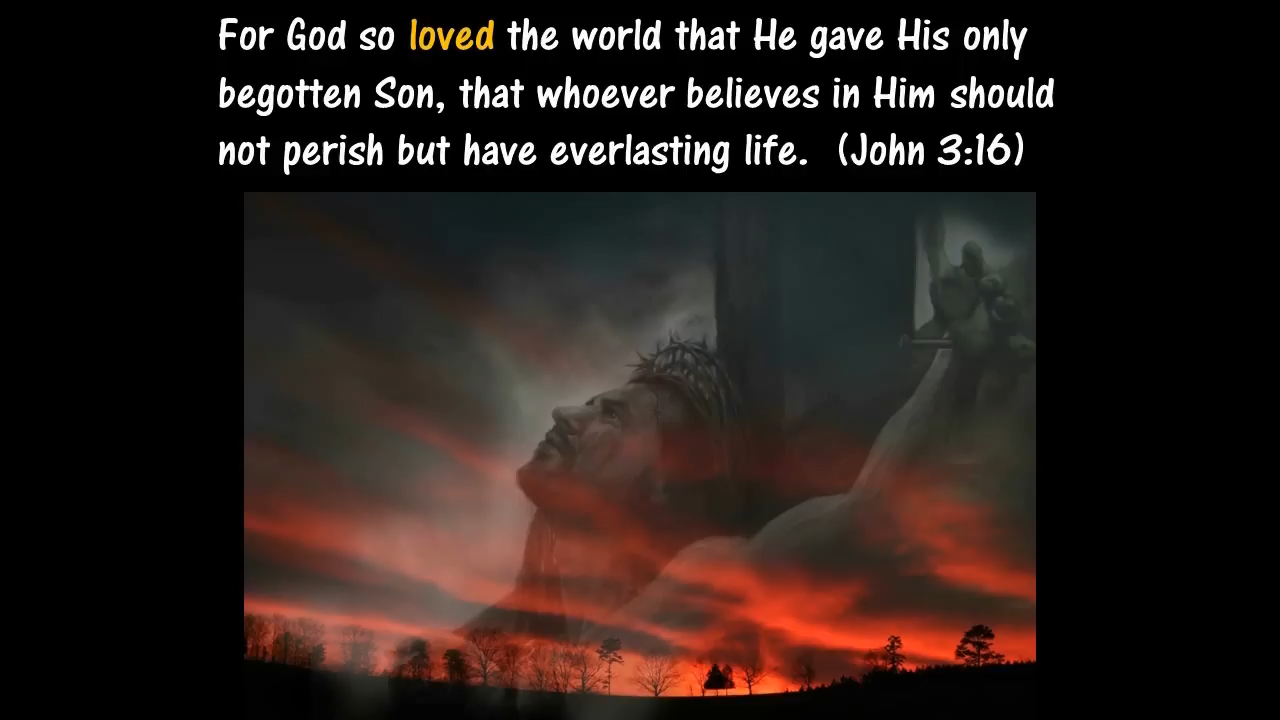 For God so loved the world that He gave His only
begotten Son, that whoever believes in Him should
not perish but have everlasting life.  (John 3:16)